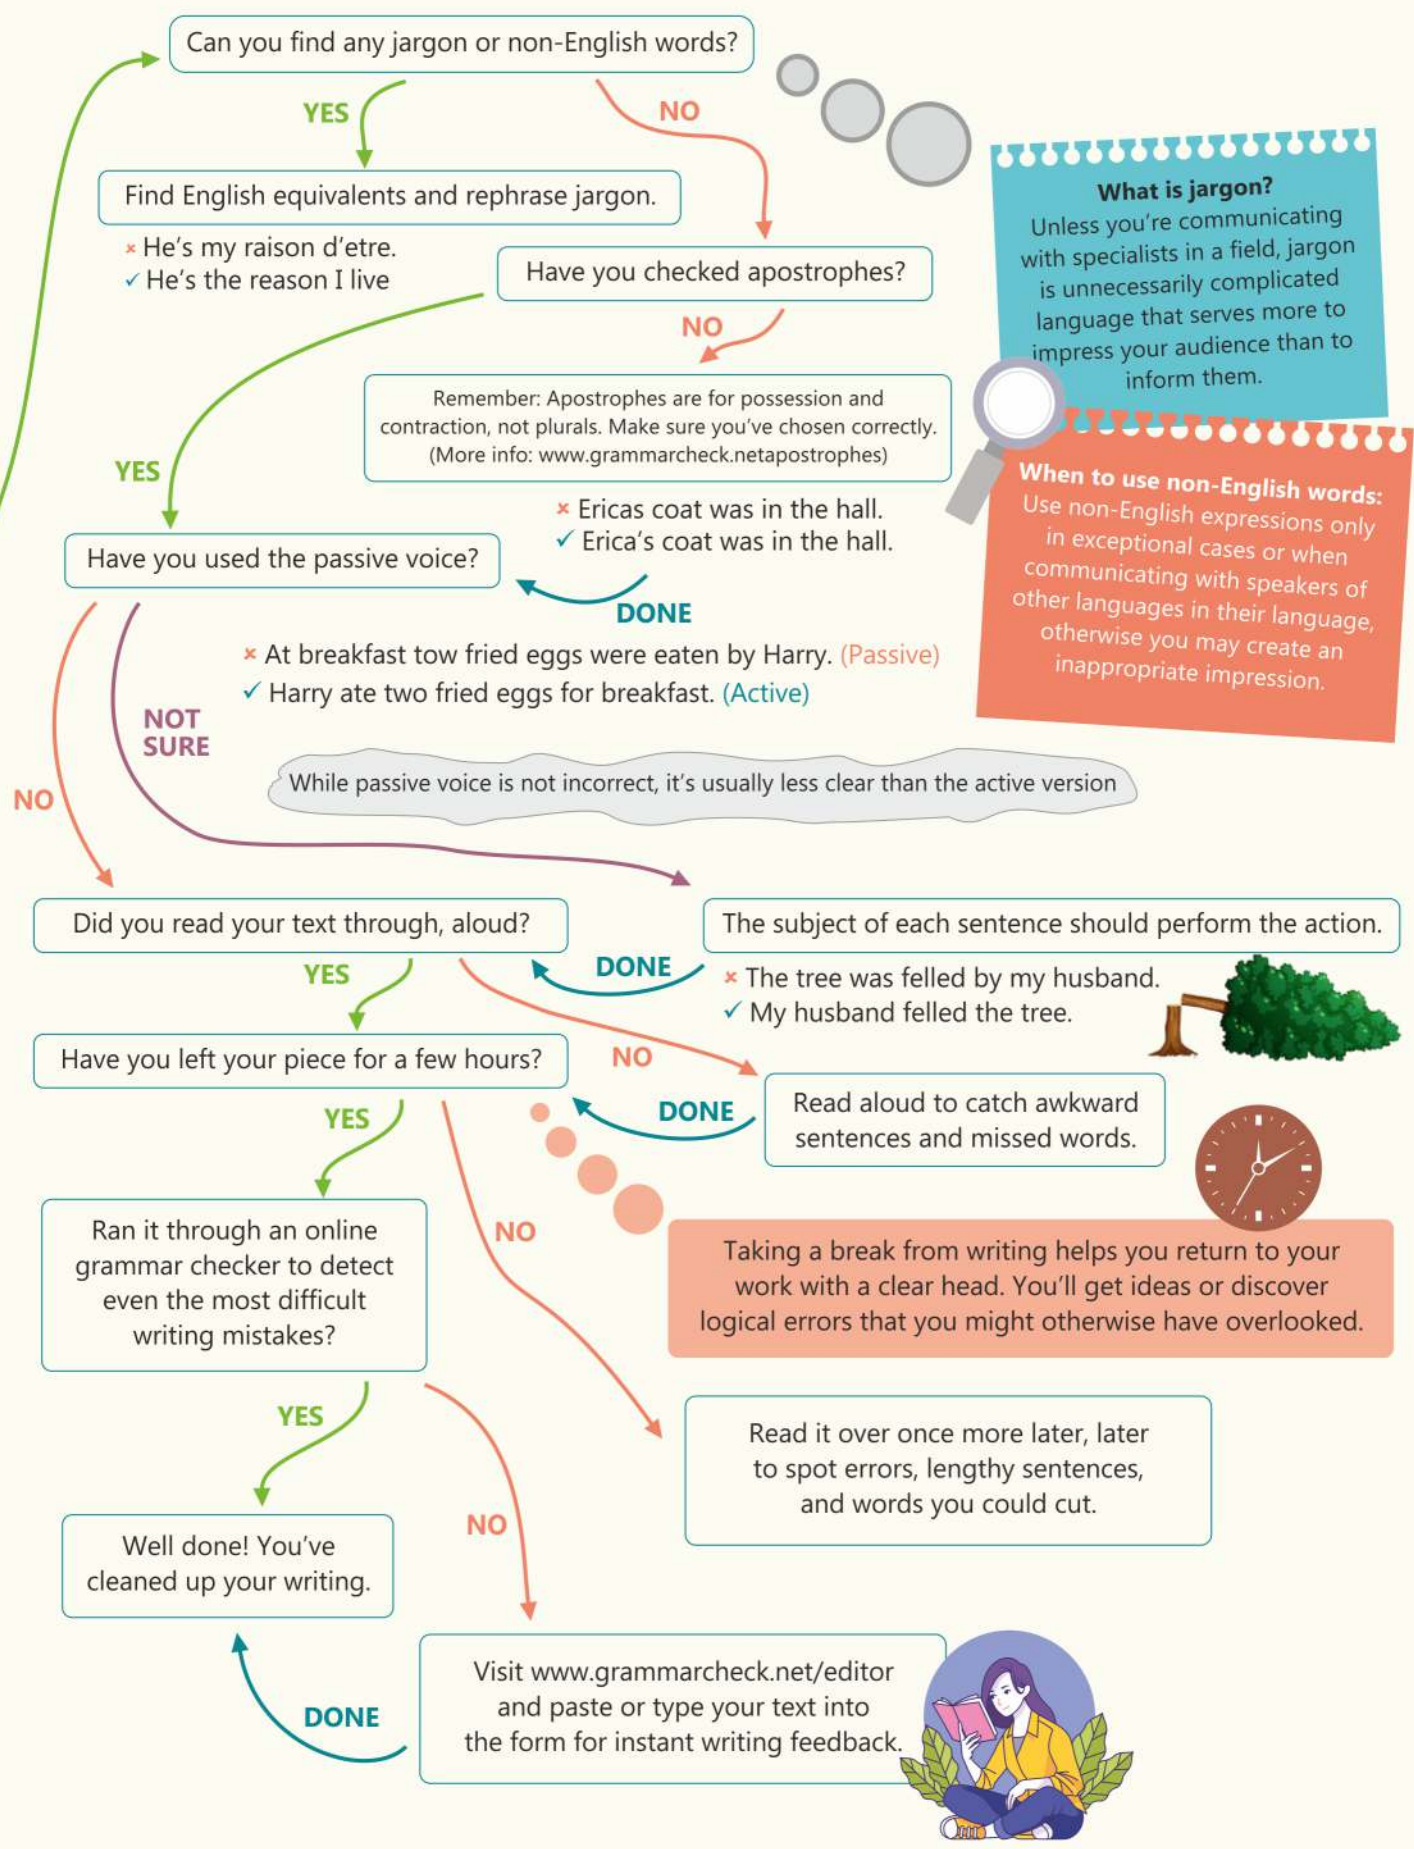 Can you find any jargon or non-English words?
YES
NO
Find English equivalents and rephrase jargon.
× He's my raison d'etre.
✓ He's the reason I live
What is jargon?
Unless you're communicating
with specialists in a field, jargon
is unnecessarily complicated
language that serves more to
impress your audience than to
inform them.
Have you checked apostrophes?
NO
Remember: Apostrophes are for possession and
contraction, not plurals. Make sure you've chosen correctly.
(More info: www.grammarcheck.netapostrophes)
× Ericas coat was in the hall.
✓ Erica's coat was in the hall.
YES
When to use non-English words:
Use non-English expressions only
in exceptional cases or when
communicating with speakers of
other languages in their language,
otherwise you may create an
inappropriate impression.
Have you used the passive voice?
DONE
× At breakfast tow fried eggs were eaten by Harry. (Passive)
✓ Harry ate two fried eggs for breakfast. (Active)
NOT
SURE
NO
While passive voice is not incorrect, it's usually less clear than the active version
Did you read your text through, aloud?
The subject of each sentence should perform the action.
DONE
× The tree was felled by my husband.
✓ My husband felled the tree.
YES
NO
Have you left your piece for a few hours?
DONE
Read aloud to catch awkward
sentences and missed words.
YES
NO
Taking a break from writing helps you return to your
work with a clear head. You'll get ideas or discover
logical errors that you might otherwise have overlooked.
Ran it through an online
grammar checker to detect
even the most difficult
writing mistakes?
Read it over once more later, later
to spot errors, lengthy sentences,
and words you could cut.
YES
NO
Well done! You've
cleaned up your writing.
DONE
Visit www.grammarcheck.net/editor
and paste or type your text into
the form for instant writing feedback.